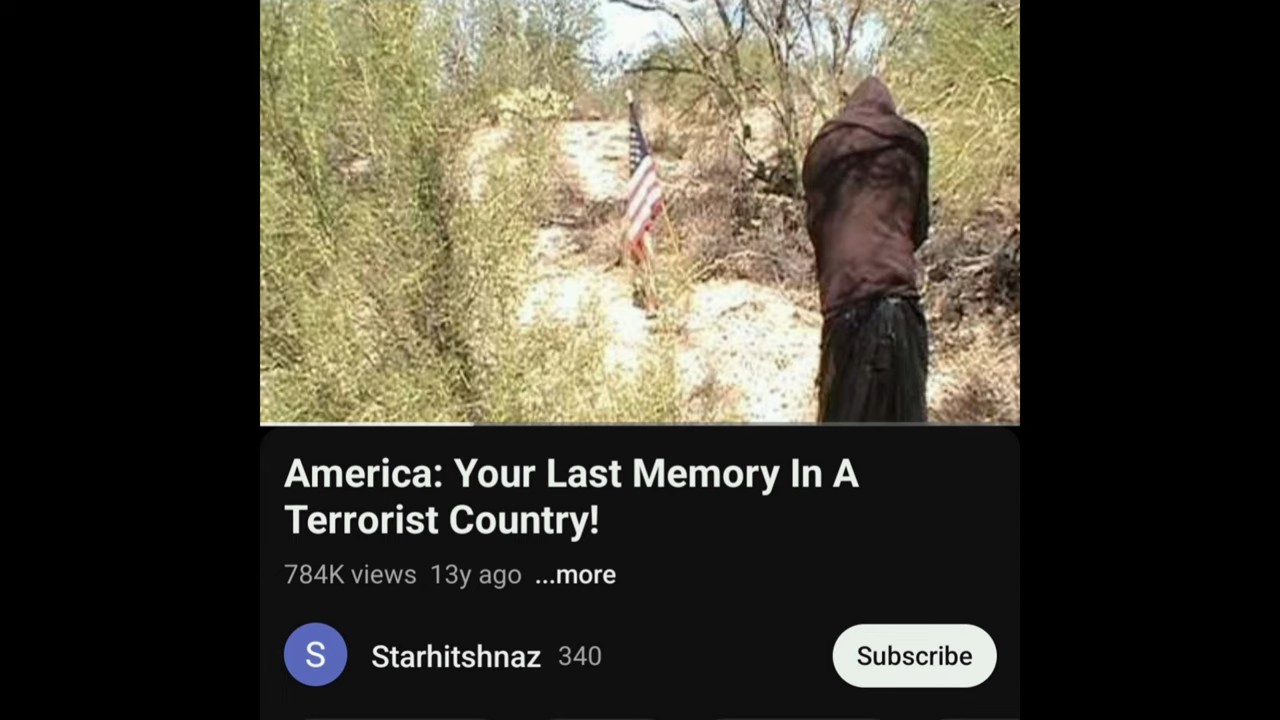 America: Your Last Memory In A
Terrorist Country!
784K views 13y ago ...more
S Starhitshnaz 340 Subscribe